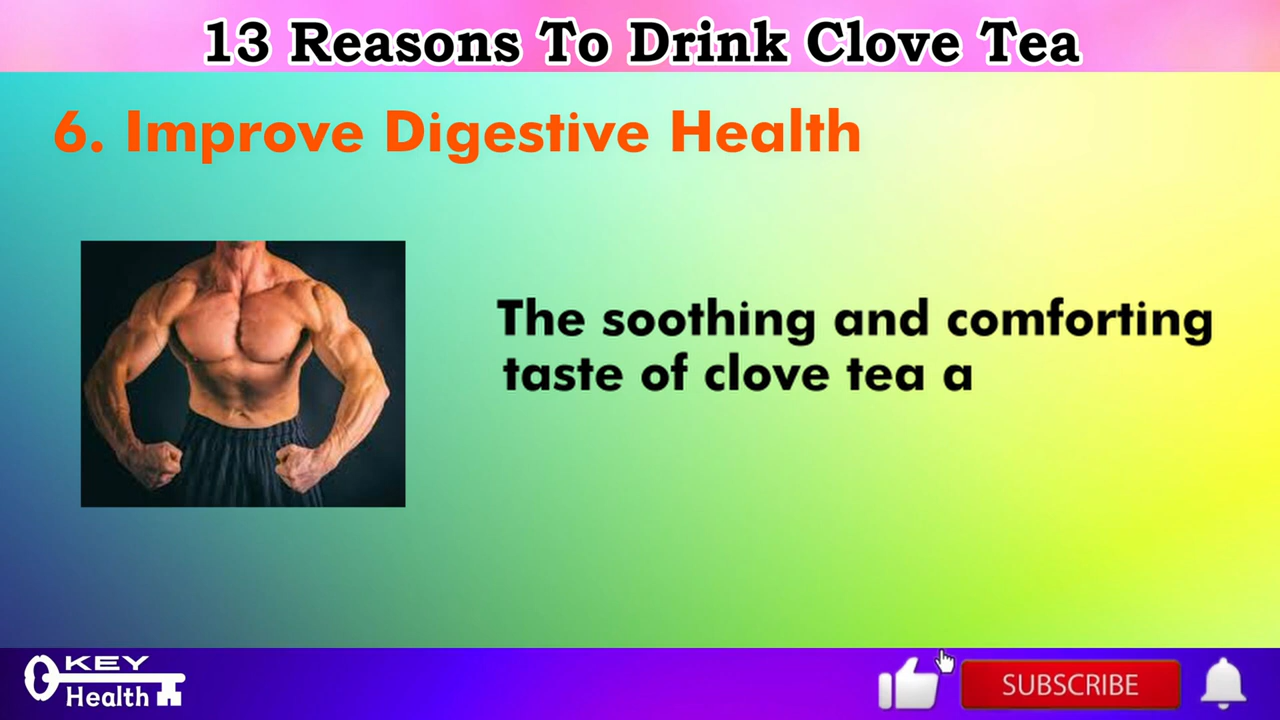 13 Reasons To Drink Clove Tea
6. Improve Digestive Health
The soothing and comforting
taste of clove tea a
KEY
Health
SUBSCRIBE